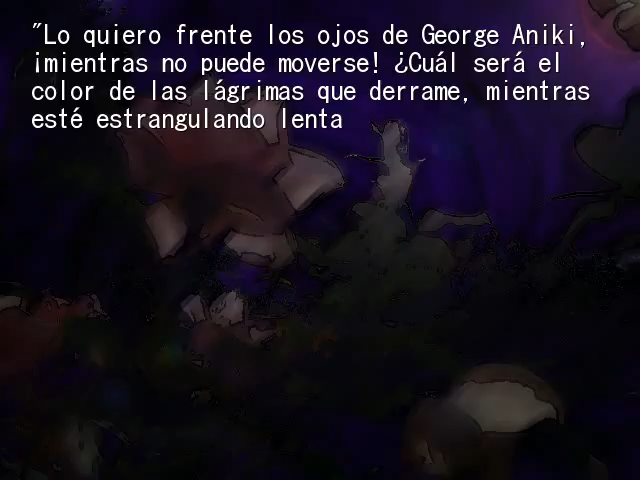 "Lo quiero frente los ojos de George Aniki,
¡mientras no puede moverse! ¿Cuál será el
color de las lágrimas que derrame, mientras
esté estrangulando lenta